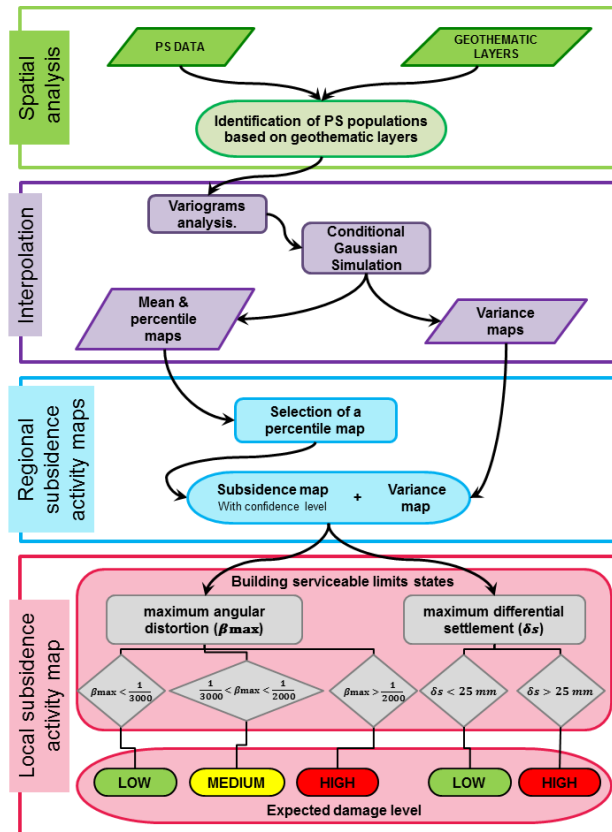 Spatial
analysis
PS DATA
GEOTHEMATIC
LAYERS
Identification of PS populations
based on geothematic layers
Interpolation
Variograms
analysis.
Conditional
Gaussian
Simulation
Mean &
percentile
maps
Variance
maps
Regional
subsidence
activity maps
Selection of a
percentile map
Subsidence map
With confidence level
+
Variance
map
Local subsidence
activity map
Building serviceable limits states
maximum angular
distortion (βmax)
maximum differential
settlement (δs)
βmax < 1/3000
1/3000 < βmax < 1/2000
βmax > 1/2000
δs < 25 mm
δs > 25 mm
LOW
MEDIUM
HIGH
LOW
HIGH
Expected damage level